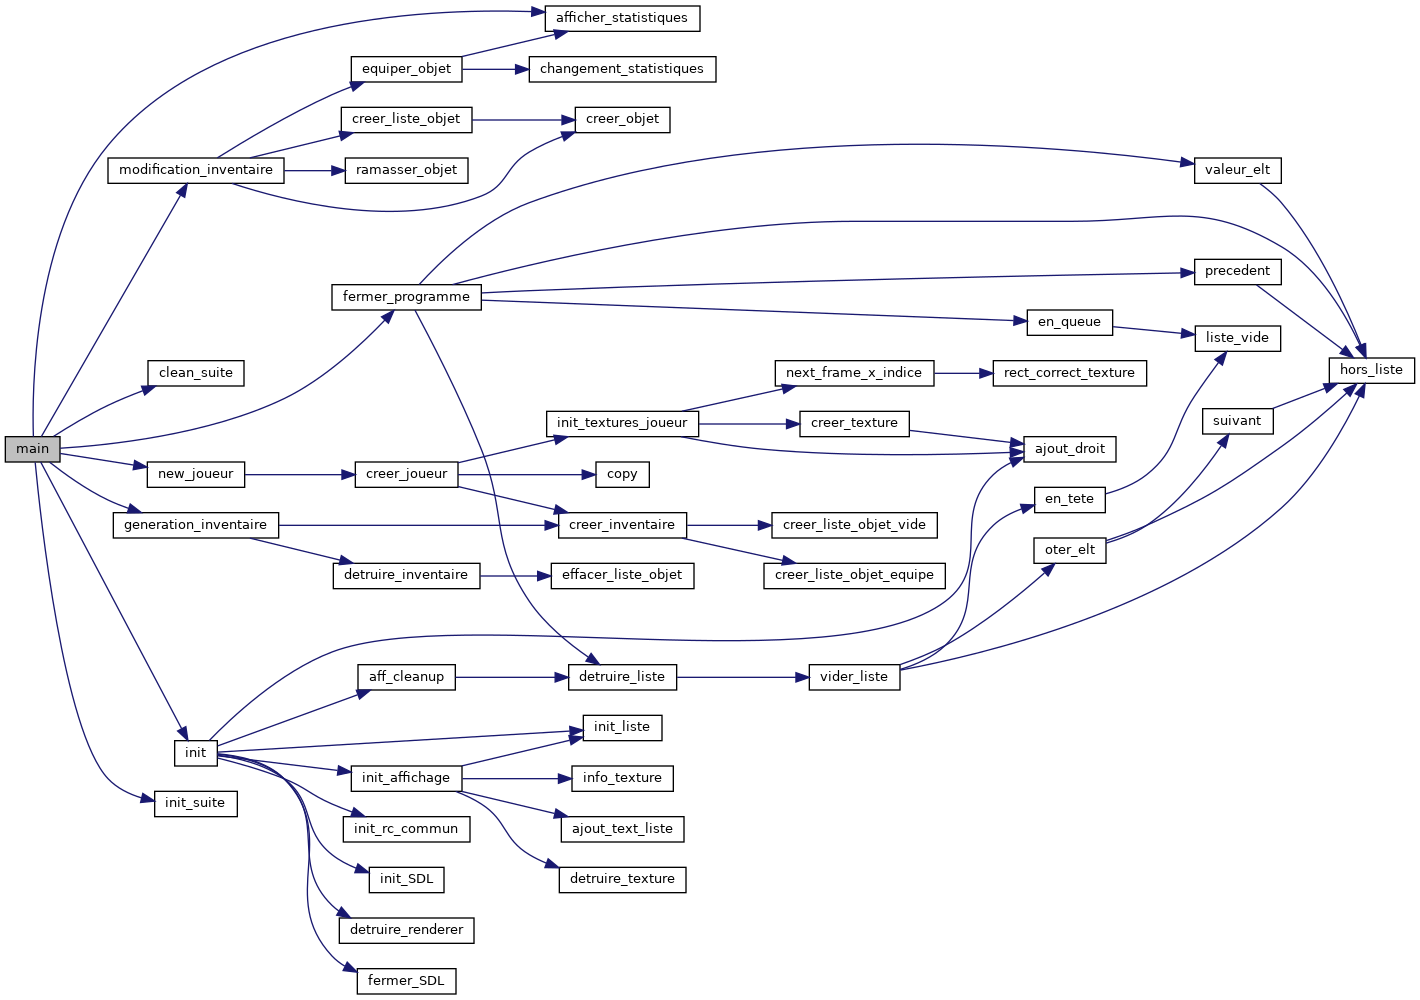 afficher_statistiques
equiper_objet
changement_statistiques
creer_liste_objet
creer_objet
modification_inventaire
ramasser_objet
valeur_elt
precedent
fermer_programme
en_queue
liste_vide
clean_suite
next_frame_x_indice
rect_correct_texture
hors_liste
init_textures_joueur
creer_texture
suivant
main
ajout_droit
new_joueur
creer_joueur
copy
en_tete
generation_inventaire
creer_inventaire
creer_liste_objet_vide
oter_elt
detruire_inventaire
effacer_liste_objet
creer_liste_objet_equipe
aff_cleanup
detruire_liste
vider_liste
init_liste
init
init_affichage
info_texture
init_suite
init_rc_commun
ajout_text_liste
init_SDL
detruire_texture
detruire_renderer
fermer_SDL